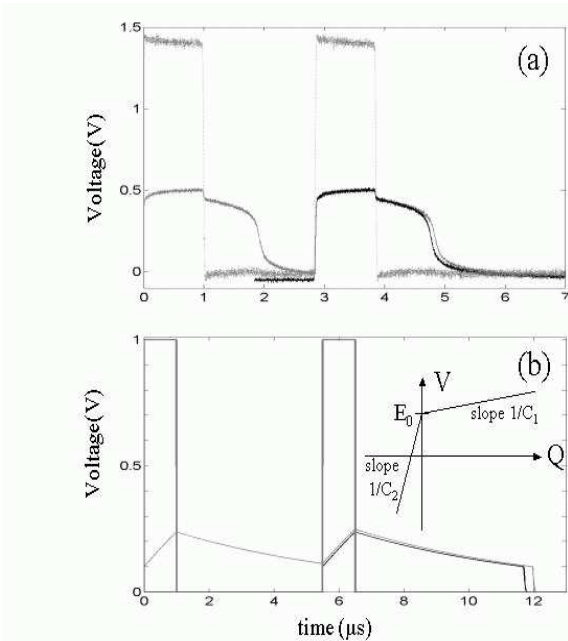 1.5
(a)
1
Voltage(V)
0.5
0
0 1 2 3 4 5 6 7
1
(b)
V
E0
slope 1/C1
Voltage(V)
0.5
Q
slope
1/C2
0
0 2 4 6 8 10 12
time (μs)